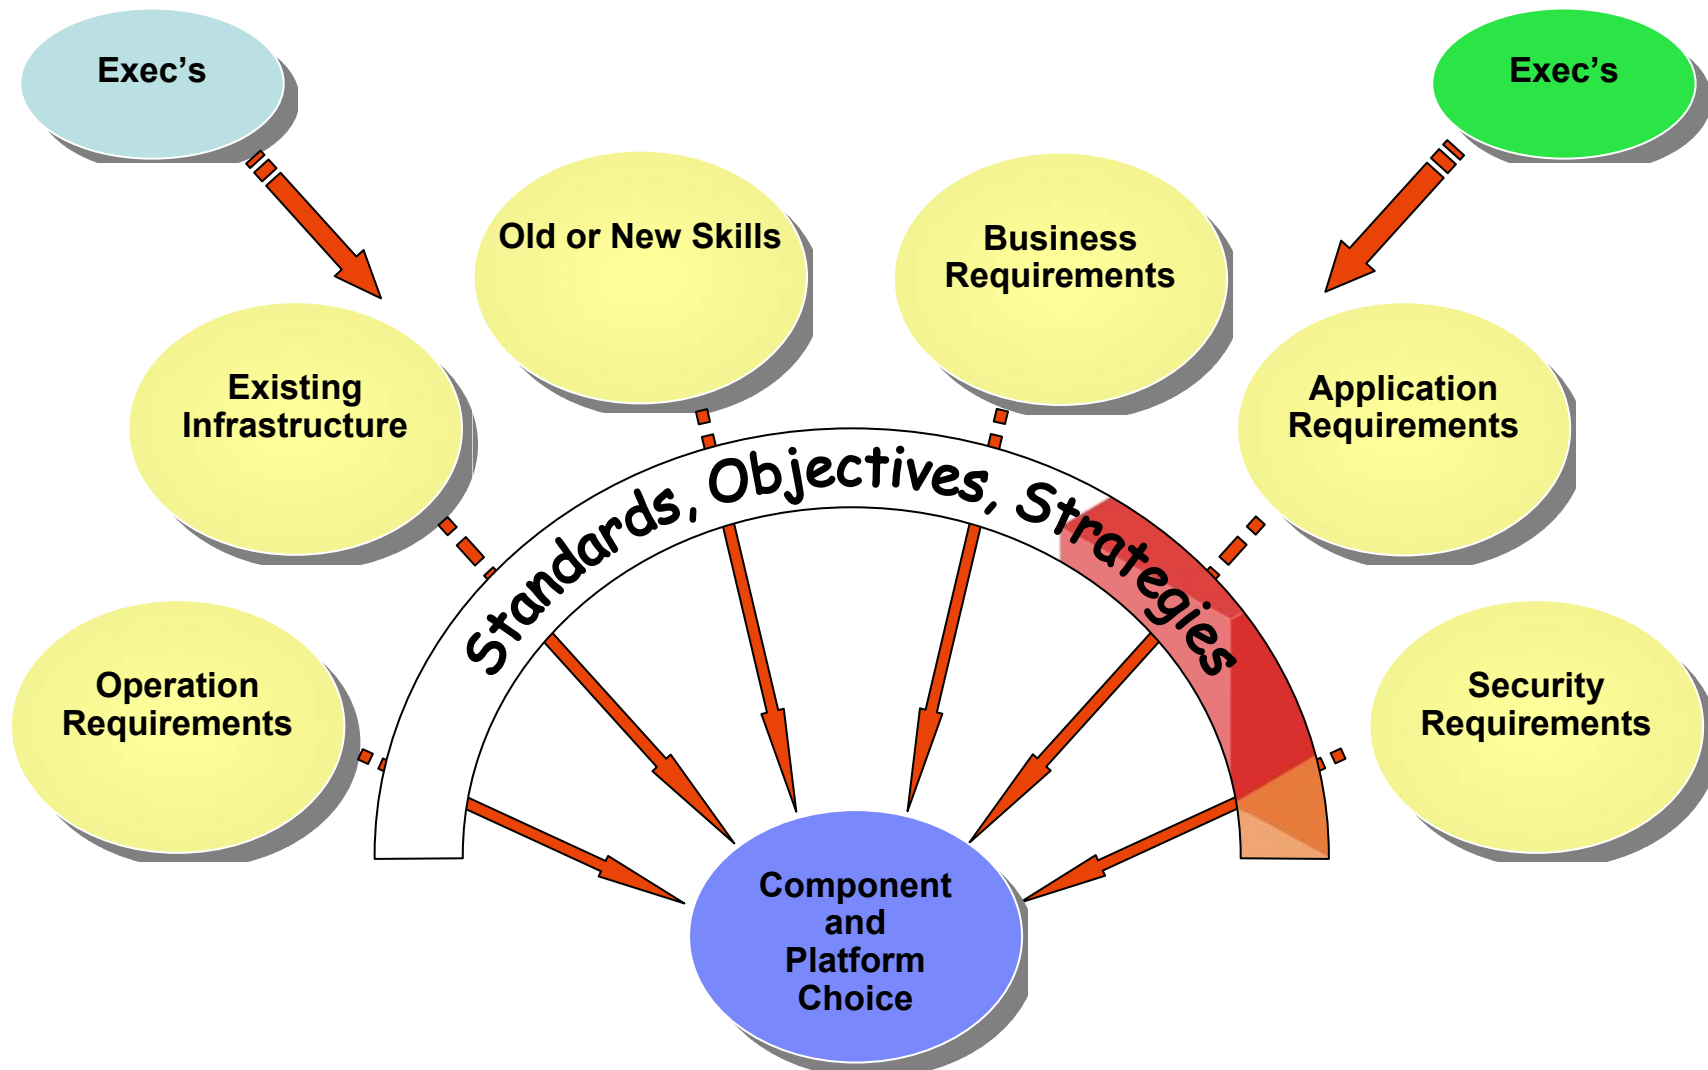 Exec’s
Exec’s
Old or New Skills
Business
Requirements
Existing
Infrastructure
Application
Requirements
Standards, Objectives, Strategies
Operation
Requirements
Security
Requirements
Component
and
Platform
Choice